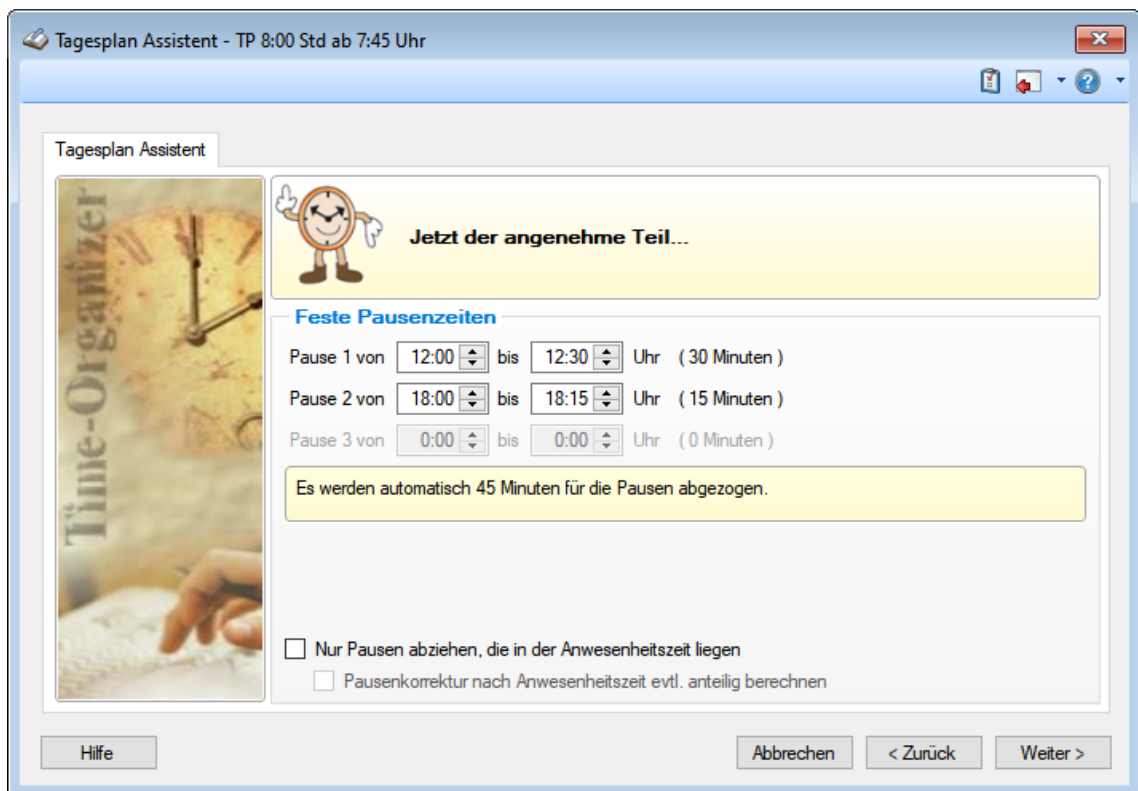 Tagesplan Assistent - TP 8:00 Std ab 7:45 Uhr
Tagesplan Assistent
Time-Organizer
Jetzt der angenehme Teil...
Feste Pausenzeiten
Pause 1 von 12:00 bis 12:30 Uhr ( 30 Minuten )
Pause 2 von 18:00 bis 18:15 Uhr ( 15 Minuten )
Pause 3 von 0:00 bis 0:00 Uhr ( 0 Minuten )
Es werden automatisch 45 Minuten für die Pausen abgezogen.
Nur Pausen abziehen, die in der Anwesenheitszeit liegen
Pausenkorrektur nach Anwesenheitszeit evtl. anteilig berechnen
Hilfe Abbrechen < Zurück Weiter >